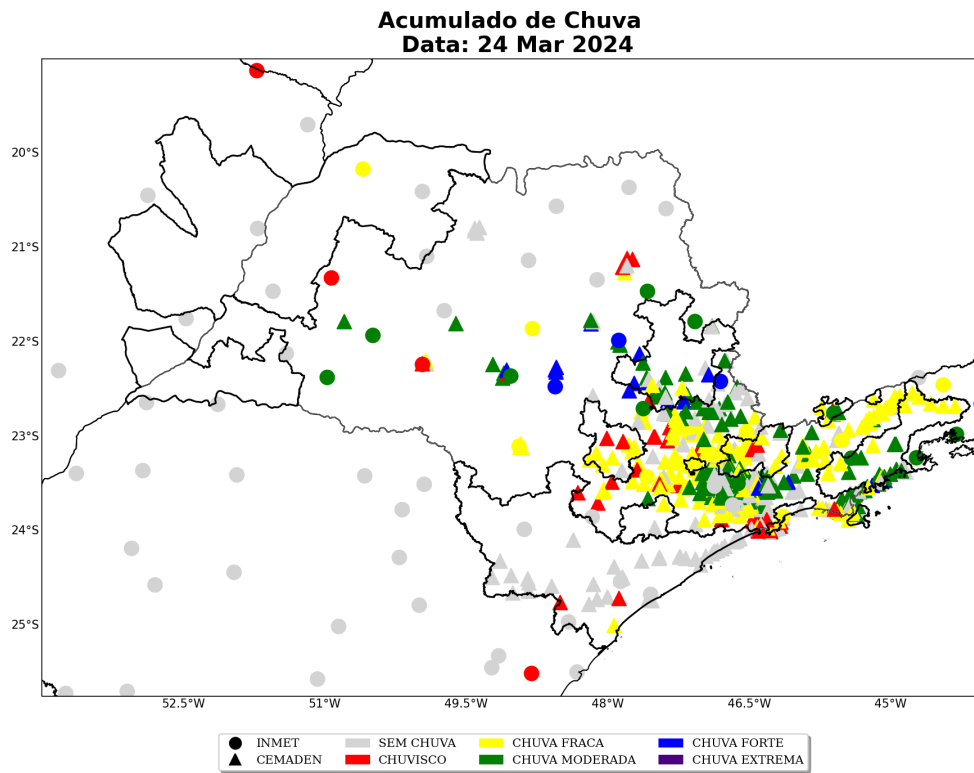 Acumulado de Chuva
Data: 24 Mar 2024
20°S
21°S
22°S
23°S
24°S
25°S
52.5°W
51°W
49.5°W
48°W
46.5°W
45°W
INMET
CEMADEN
SEM CHUVA
CHUVISCO
CHUVA FRACA
CHUVA MODERADA
CHUVA FORTE
CHUVA EXTREMA